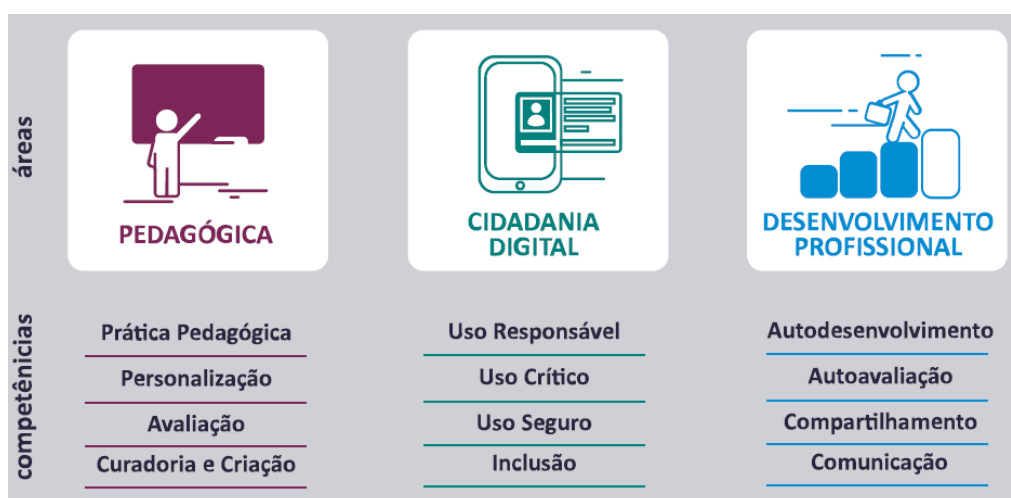 áreas
PEDAGÓGICA
CIDADANIA
DIGITAL
DESENVOLVIMENTO
PROFISSIONAL
competênicias
Prática Pedagógica
Personalização
Avaliação
Curadoria e Criação
Uso Responsável
Uso Crítico
Uso Seguro
Inclusão
Autodesenvolvimento
Autoavaliação
Compartilhamento
Comunicação